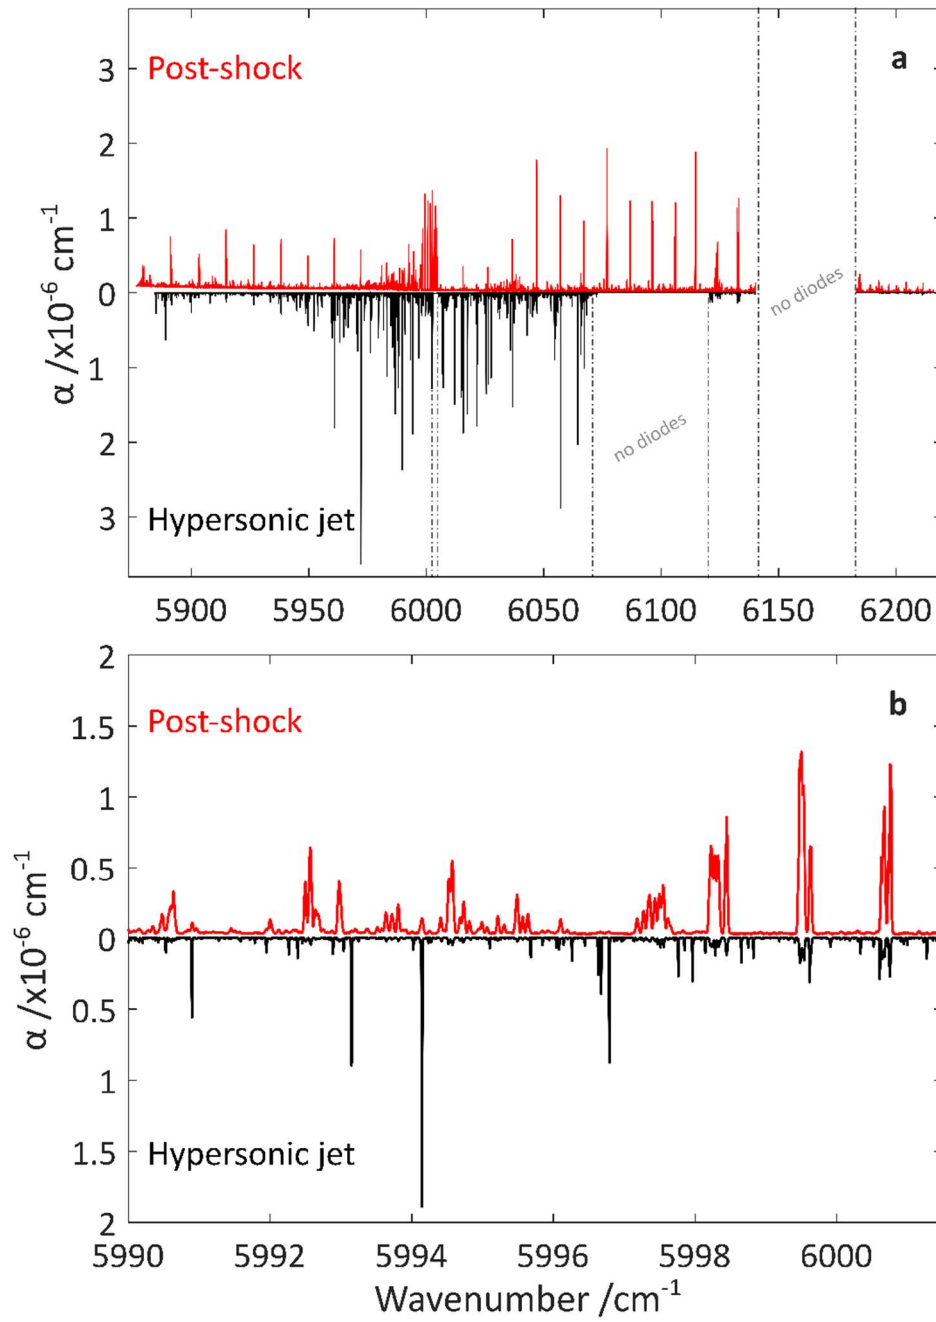 a
Post-shock
3
2
1
0
1
2
3
α /x10⁻⁶ cm⁻¹
no diodes
no diodes
Hypersonic jet
5900 5950 6000 6050 6100 6150 6200
b
Post-shock
2
1.5
1
0.5
0
0.5
1
1.5
2
α /x10⁻⁶ cm⁻¹
Hypersonic jet
5990 5992 5994 5996 5998 6000
Wavenumber /cm⁻¹